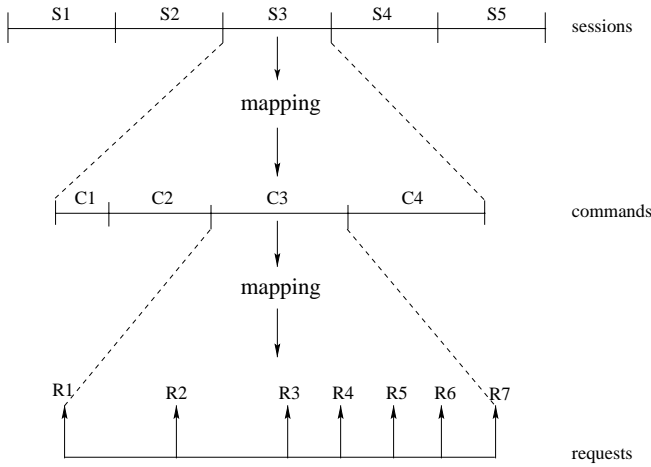 S1 S2 S3 S4 S5
sessions
mapping
C1 C2 C3 C4
commands
mapping
R1 R2 R3 R4 R5 R6 R7
requests